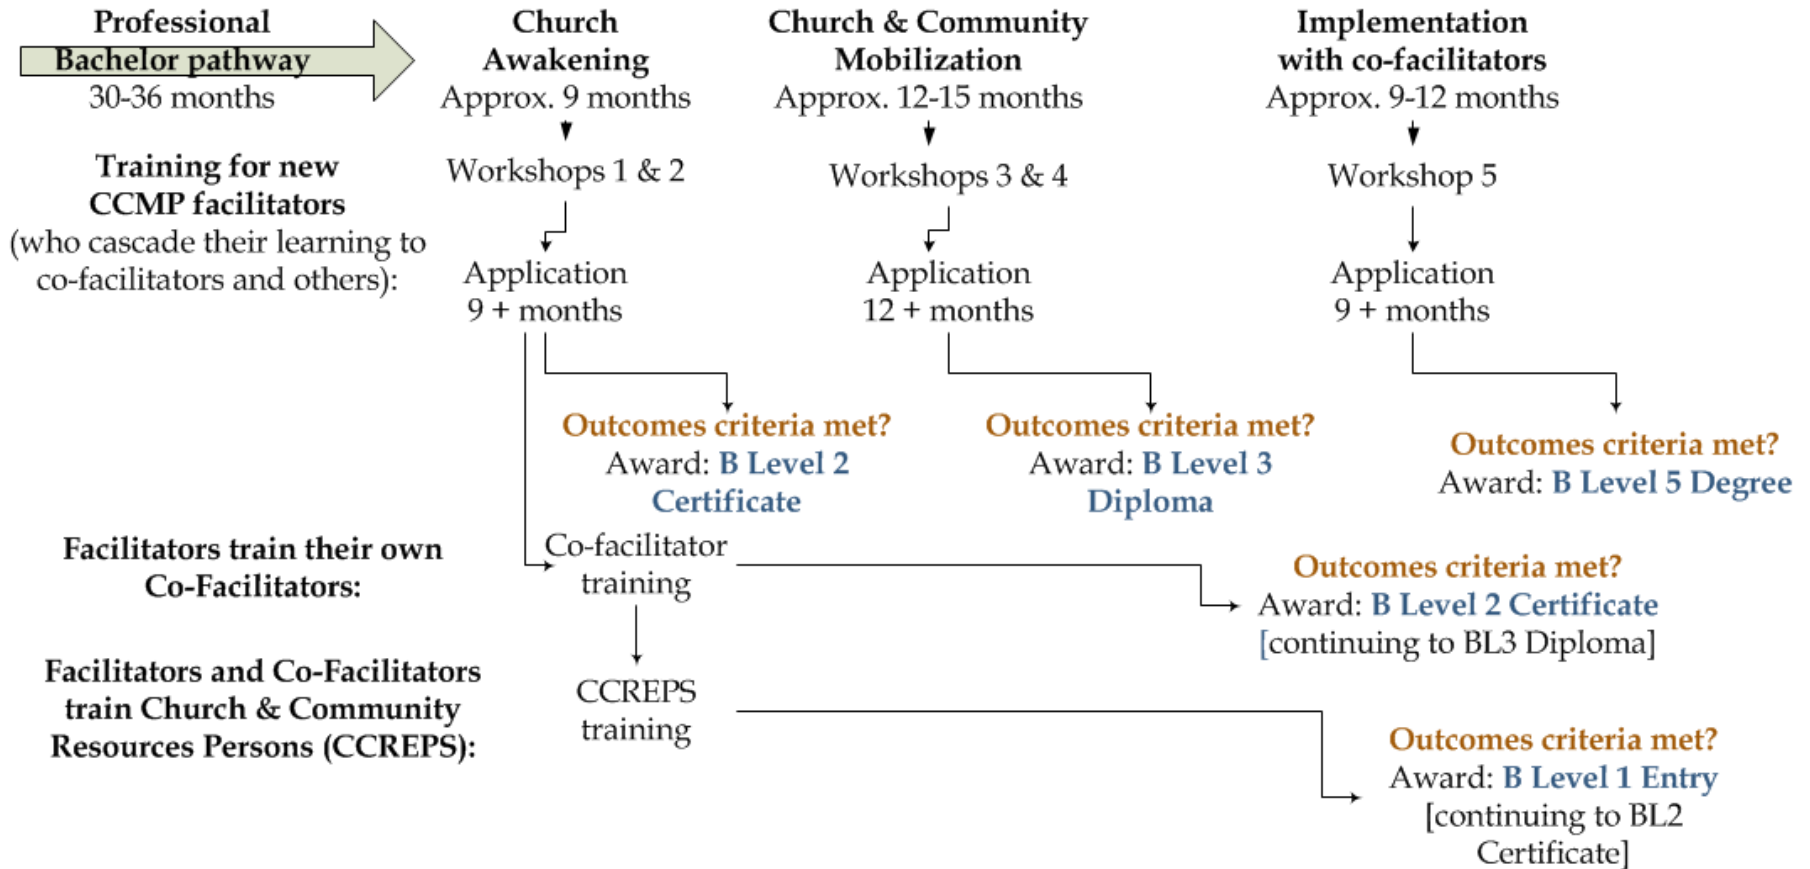 Professional
Bachelor pathway
30-36 months
Church
Awakening
Approx. 9 months
Church & Community
Mobilization
Approx. 12-15 months
Implementation
with co-facilitators
Approx. 9-12 months
Training for new
CCMP facilitators
(who cascade their learning to
co-facilitators and others):
Workshops 1 & 2
Workshops 3 & 4
Workshop 5
Application
9 + months
Application
12 + months
Application
9 + months
Outcomes criteria met?
Award: B Level 2
Certificate
Outcomes criteria met?
Award: B Level 3
Diploma
Outcomes criteria met?
Award: B Level 5 Degree
Facilitators train their own
Co-Facilitators:
Co-facilitator
training
Outcomes criteria met?
Award: B Level 2 Certificate
[continuing to BL3 Diploma]
Facilitators and Co-Facilitators
train Church & Community
Resources Persons (CCREPS):
CCREPS
training
Outcomes criteria met?
Award: B Level 1 Entry
[continuing to BL2
Certificate]